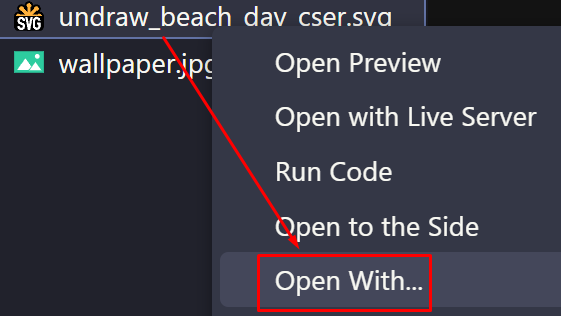 SVG
undraw_beach_day_cser.svg
wallpaper.jpg
Open Preview
Open with Live Server
Run Code
Open to the Side
Open With...